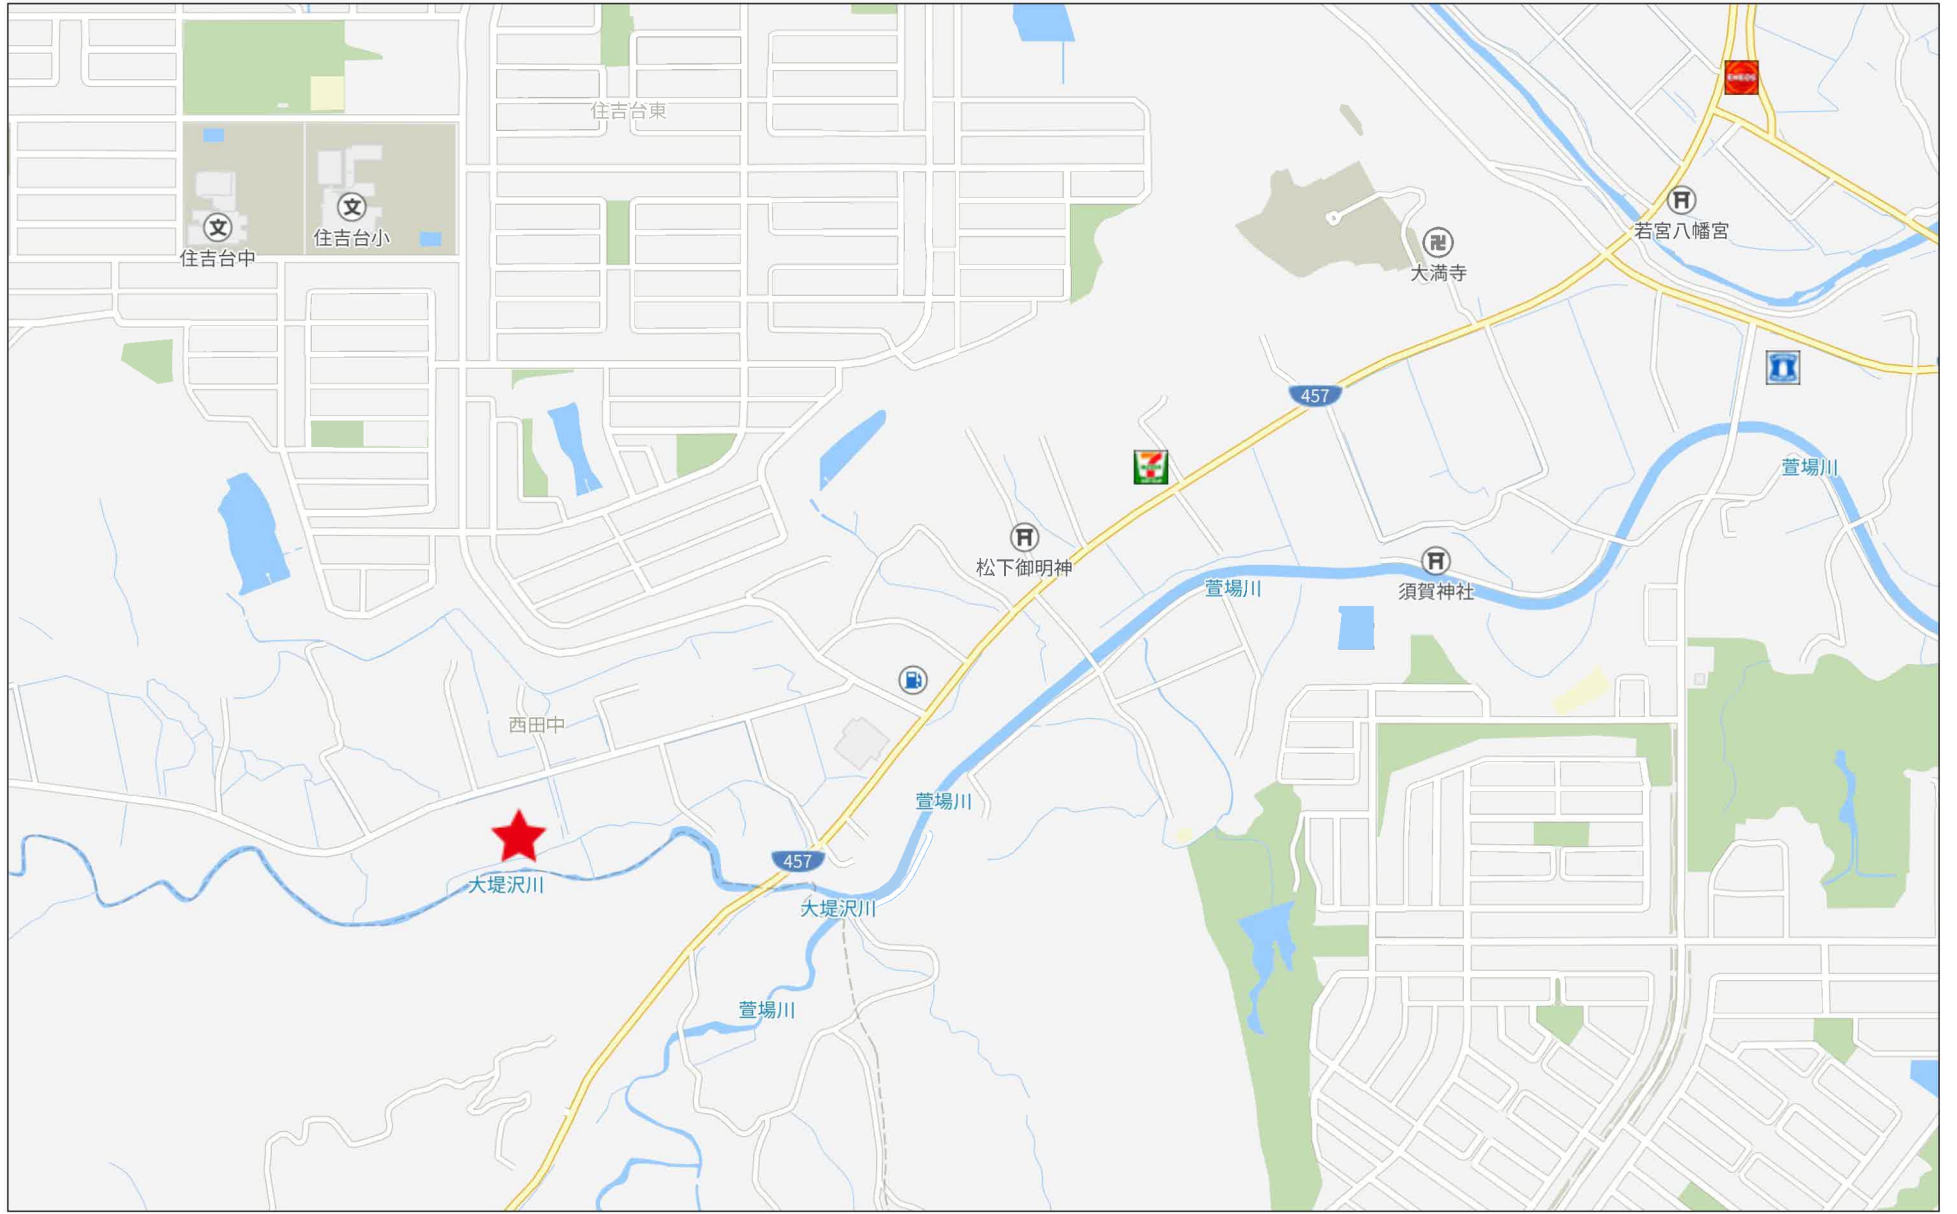 住吉台東
ENEOS
住吉台中
住吉台小
若宮八幡宮
大満寺
457
萱場川
松下御明神
萱場川
須賀神社
西田中
萱場川
457
大堤沢川
大堤沢川
萱場川